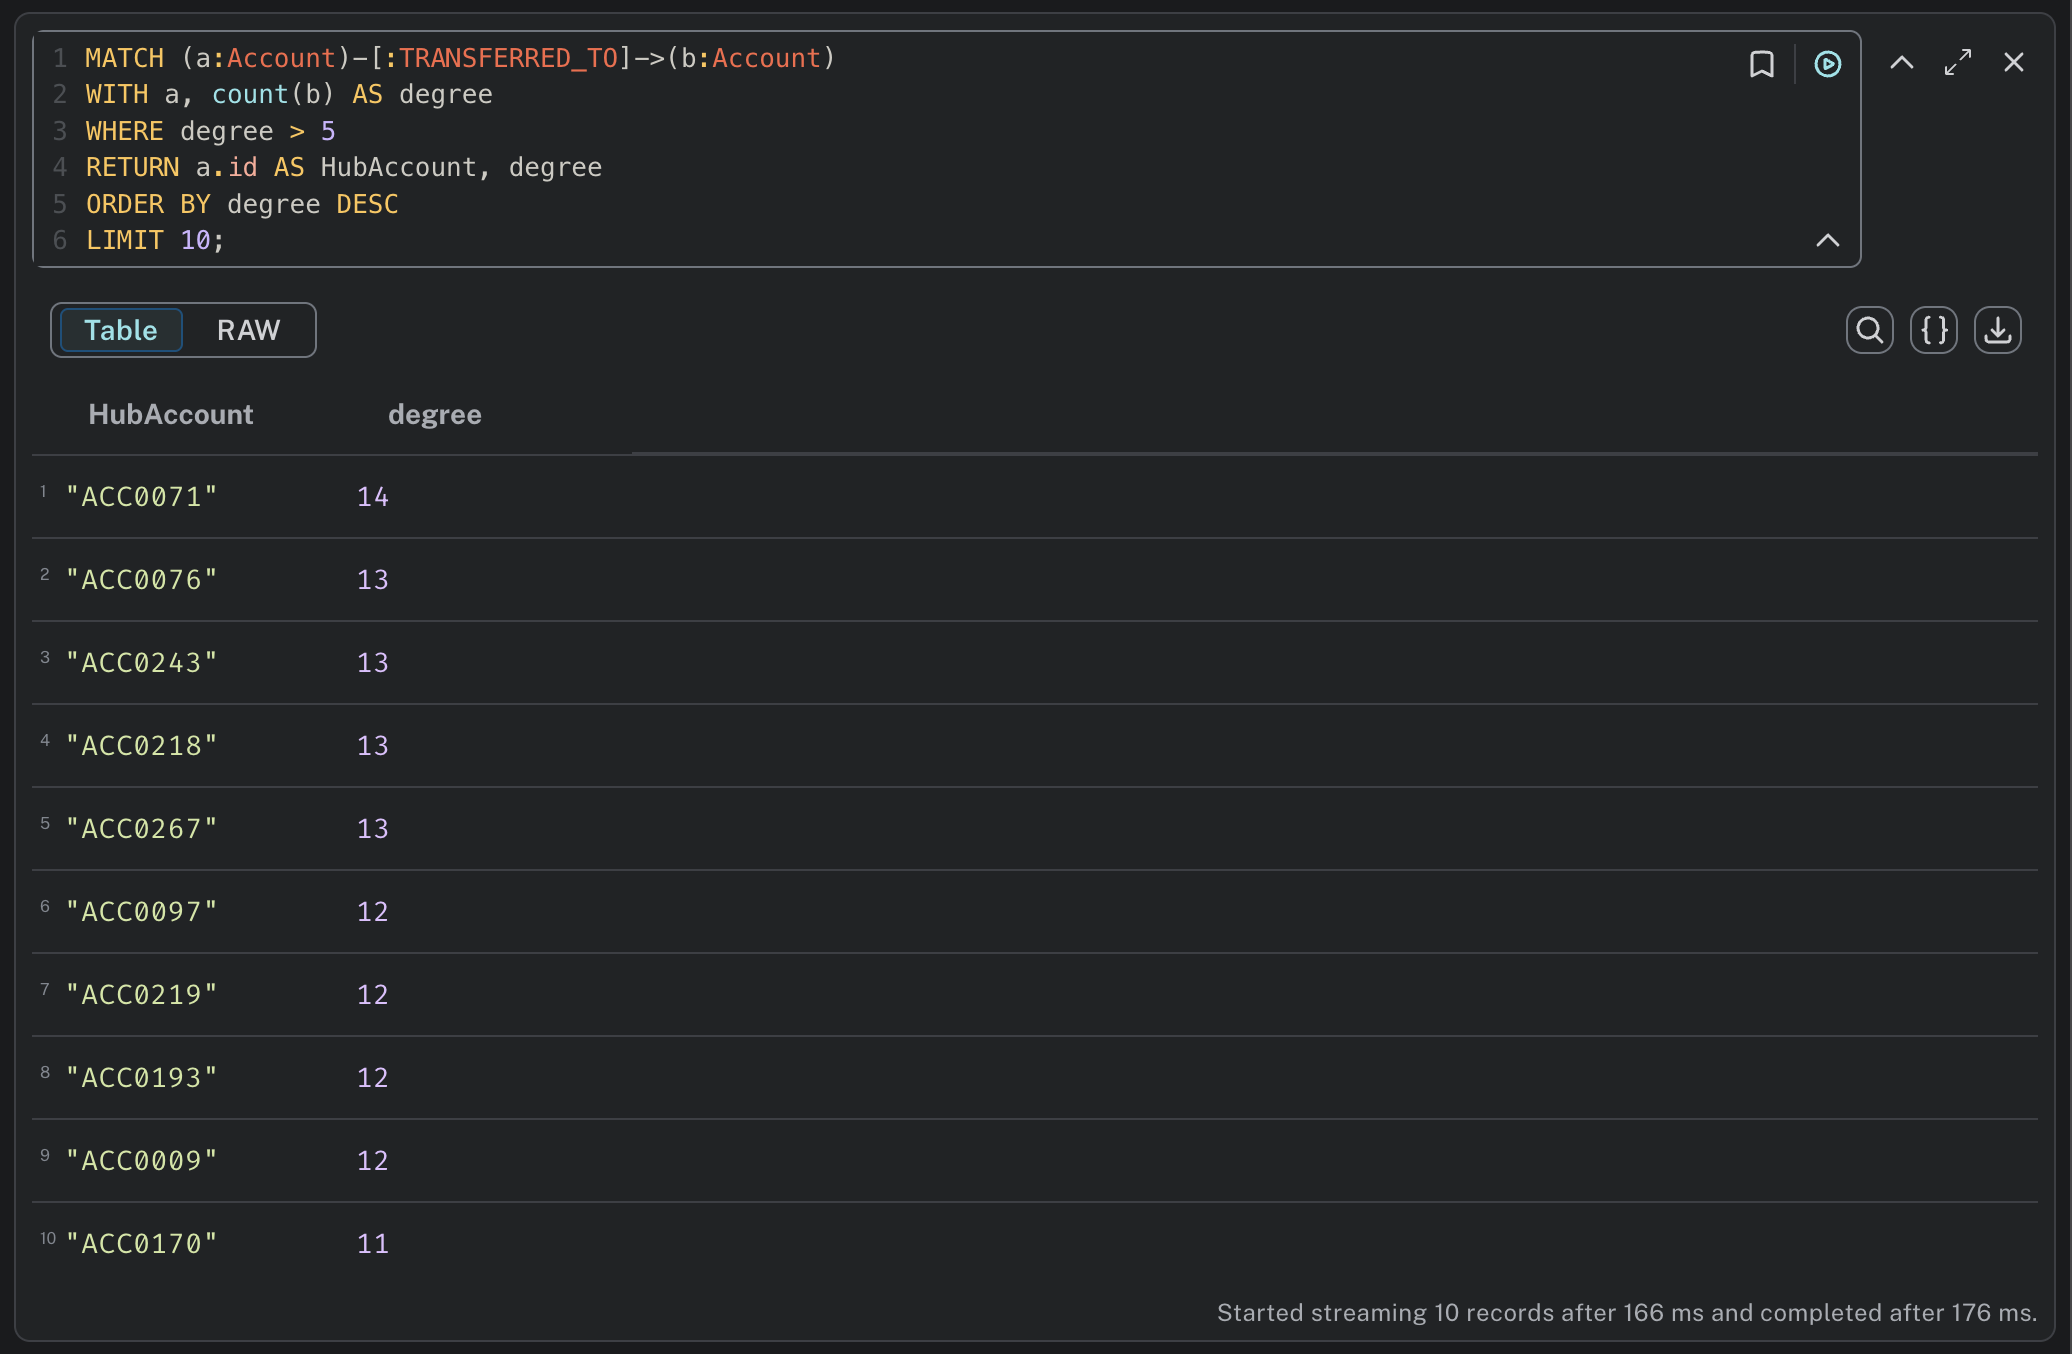 1 MATCH (a:Account)-[:TRANSFERRED_TO]->(b:Account)
2 WITH a, count(b) AS degree
3 WHERE degree > 5
4 RETURN a.id AS HubAccount, degree
5 ORDER BY degree DESC
6 LIMIT 10;
Table RAW
HubAccount degree
1 "ACC0071" 14
2 "ACC0076" 13
3 "ACC0243" 13
4 "ACC0218" 13
5 "ACC0267" 13
6 "ACC0097" 12
7 "ACC0219" 12
8 "ACC0193" 12
9 "ACC0009" 12
10 "ACC0170" 11
Started streaming 10 records after 166 ms and completed after 176 ms.